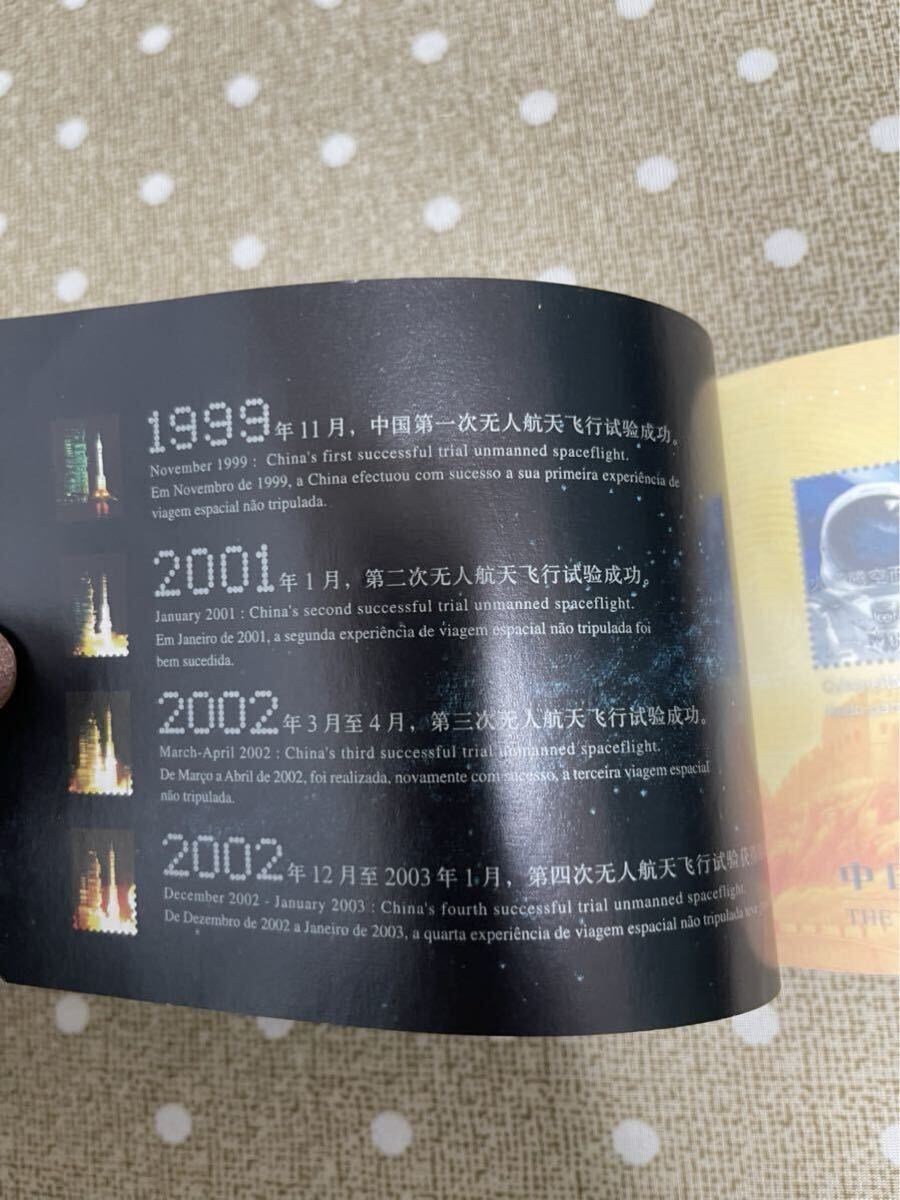 1999年11月，中国第一次无人航天飞行试验成功。
November 1999 : China's first successful trial unmanned spaceflight.
Em Novembro de 1999, a China efectuou com sucesso a sua primeira experiência de
viagem espacial não tripulada.
2001年1月，第二次无人航天飞行试验成功。
January 2001 : China's second successful trial unmanned spaceflight.
Em Janeiro de 2001, a segunda experiência de viagem espacial não tripulada foi
bem sucedida.
2002年3月至4月，第三次无人航天飞行试验成功。
March-April 2002 : China's third successful trial unmanned spaceflight.
De Março a Abril de 2002, foi realizada, novamente com sucesso, a terceira viagem espacial
não tripulada.
2002年12月至2003年1月，第四次无人航天飞行试验
December 2002 - January 2003 : China's fourth successful trial unmanned spaceflight.
De Dezembro de 2002 a Janeiro de 2003, a quarta experiência de viagem espacial não tripulada
中
THE